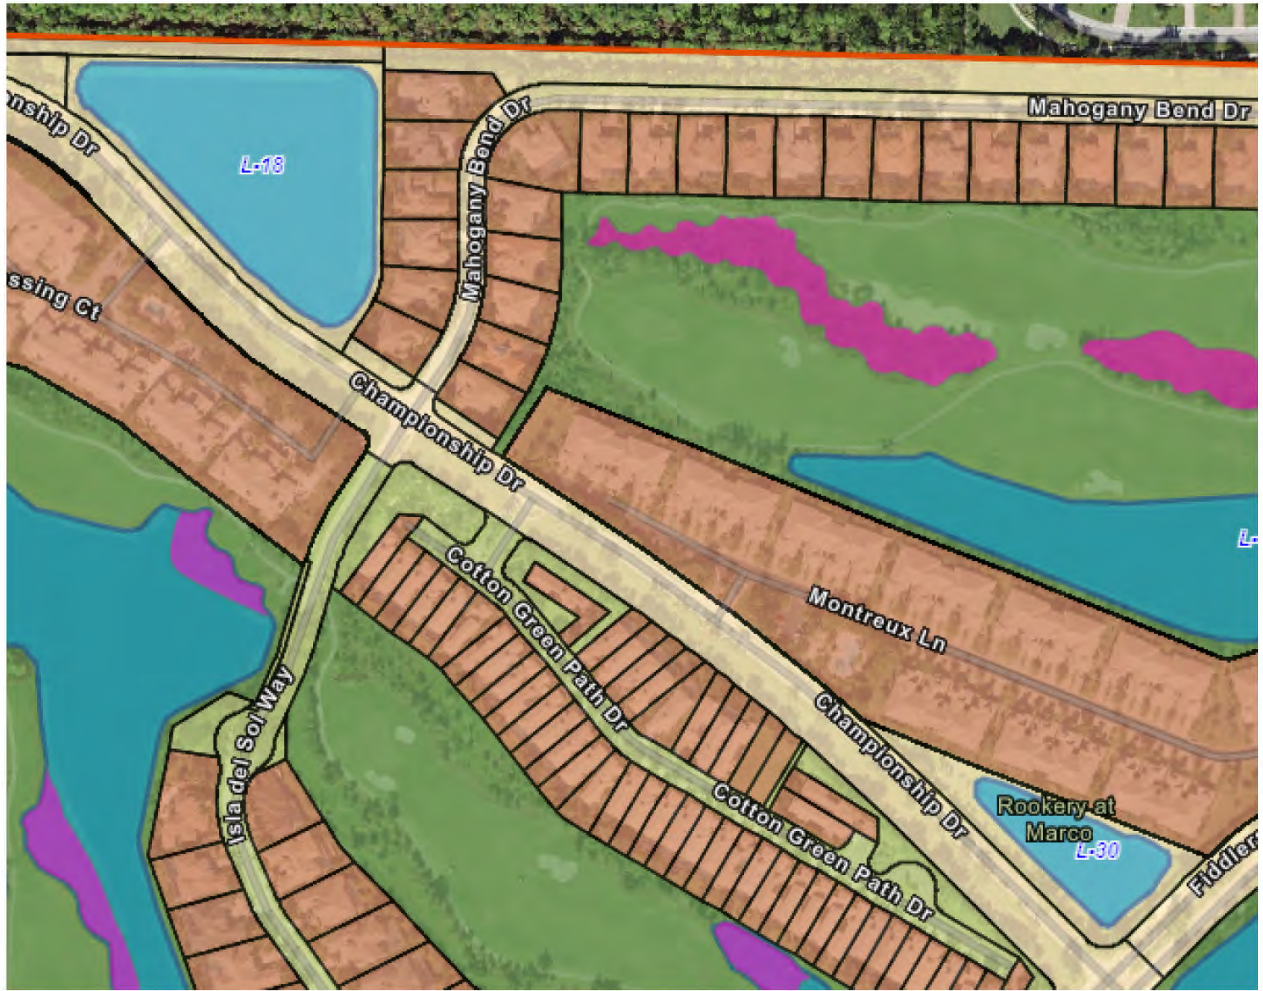 Mahogany Bend Dr
nship Dr
L-18
Mahogany Bend Dr
ssing Ct
Championship Dr
L-
Cotton Green Path Dr
Montreux Ln
Isla del Sol Way
Championship Dr
Cotton Green Path Dr
Rookery at
Marco
L-30
Fiddler